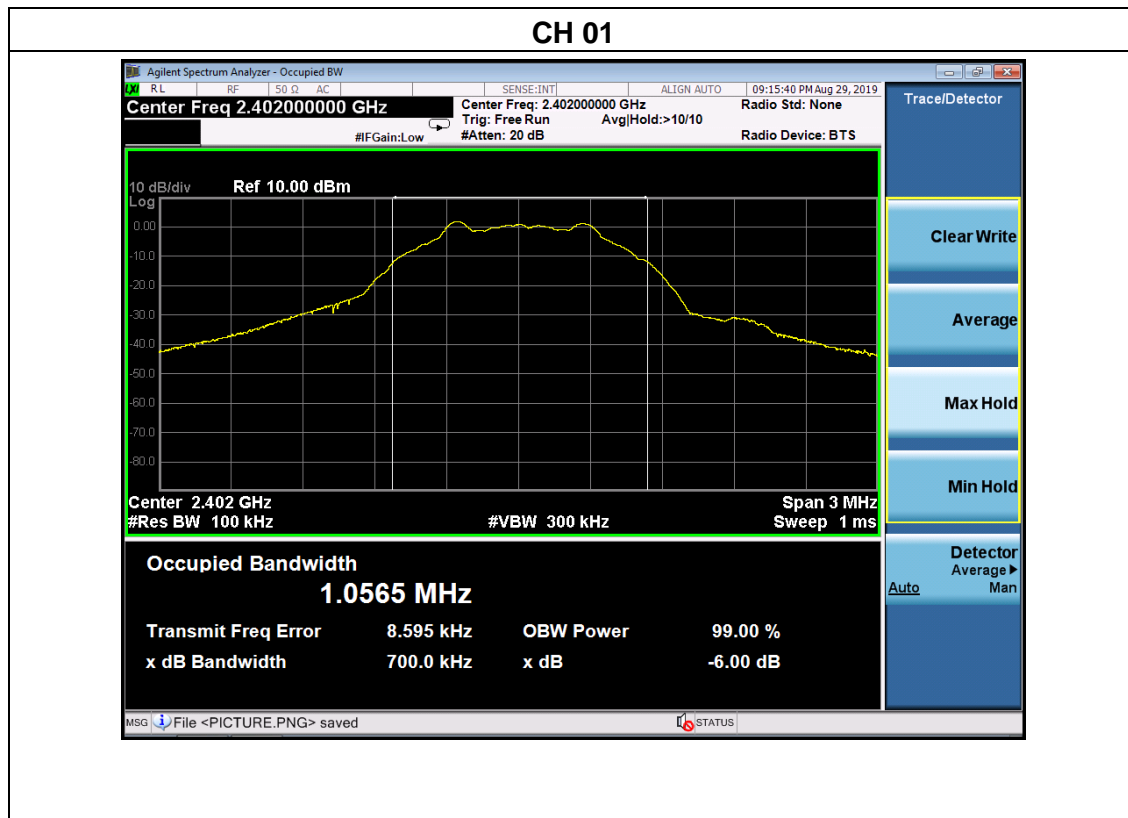 CH 01
Agilent Spectrum Analyzer - Occupied BW
LXI RL RF 50 Ω AC SENSE:INT ALIGN AUTO 09:15:40 PM Aug 29, 2019
Center Freq 2.402000000 GHz
#IFGain:Low
Center Freq: 2.402000000 GHz
Trig: Free Run Avg|Hold:>10/10
#Atten: 20 dB
Radio Std: None
Radio Device: BTS
Trace/Detector
10 dB/div Ref 10.00 dBm
Log
0.00
-10.0
-20.0
-30.0
-40.0
-50.0
-60.0
-70.0
-80.0
Center 2.402 GHz Span 3 MHz
#Res BW 100 kHz #VBW 300 kHz Sweep 1 ms
Clear Write
Average
Max Hold
Min Hold
Detector
Average▶
Auto Man
Occupied Bandwidth
1.0565 MHz
Transmit Freq Error 8.595 kHz OBW Power 99.00 %
x dB Bandwidth 700.0 kHz x dB -6.00 dB
MSG File <PICTURE.PNG> saved STATUS